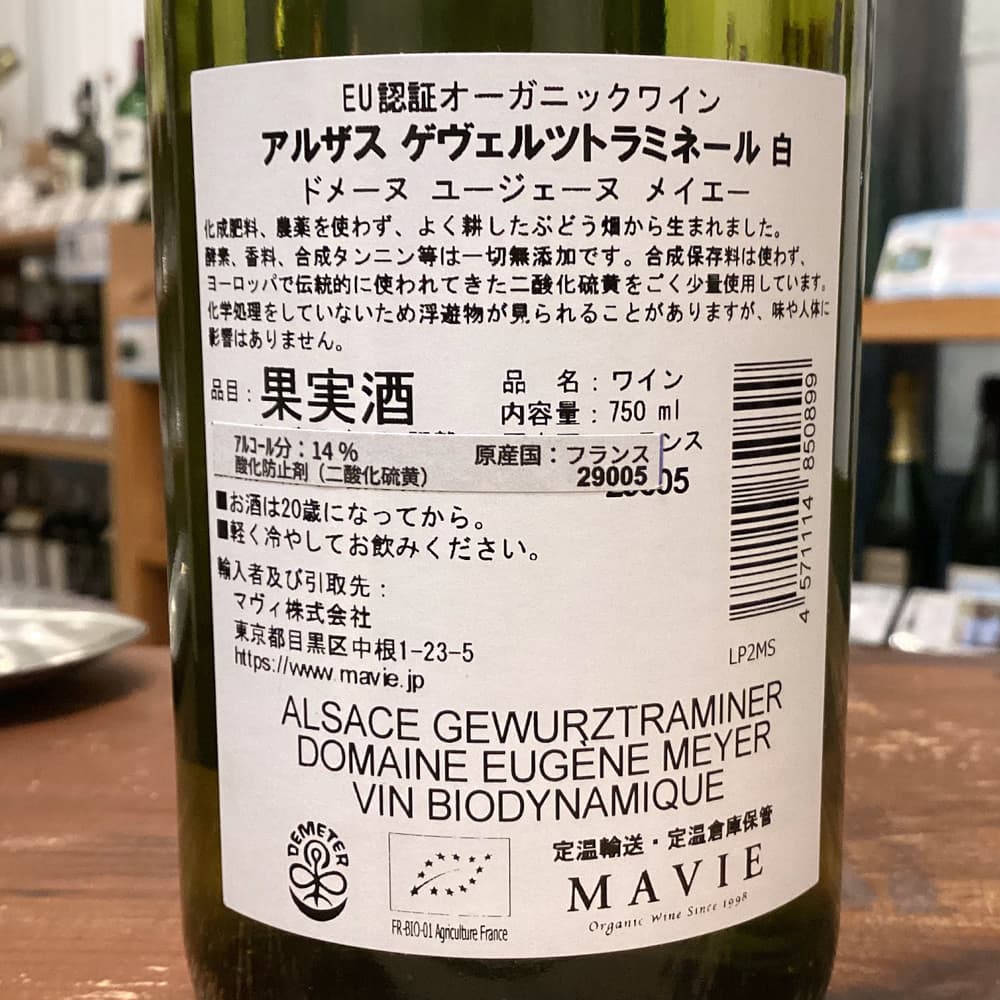 EU認証オーガニックワイン
アルザス ゲヴェルツトラミネール 白
ドメーヌ ユージェーヌ メイエー
化成肥料、農薬を使わず、よく耕したぶどう畑から生まれました。
酵素、香料、合成タンニン等は一切無添加です。合成保存料は使わず、
ヨーロッパで伝統的に使われてきた二酸化硫黄をごく少量使用しています。
化学処理をしていないため浮遊物が見られることがありますが、味や人体に
影響はありません。
品目：果実酒
品　名：ワイン
内容量：750 ml
アルコール分：14％ 原産国：フランス
酸化防止剤（二酸化硫黄） 29005
■お酒は20歳になってから。
■軽く冷やしてお飲みください。
輸入者及び引取先：
マヴィ株式会社
東京都目黒区中根1-23-5
https://www.mavie.jp
4 571114 850899
LP2MS
ALSACE GEWURZTRAMINER
DOMAINE EUGÈNE MEYER
VIN BIODYNAMIQUE
DEMETER
FR-BIO-01 Agriculture France
定温輸送・定温倉庫保管
MAVIE
Organic Wine Since 1998